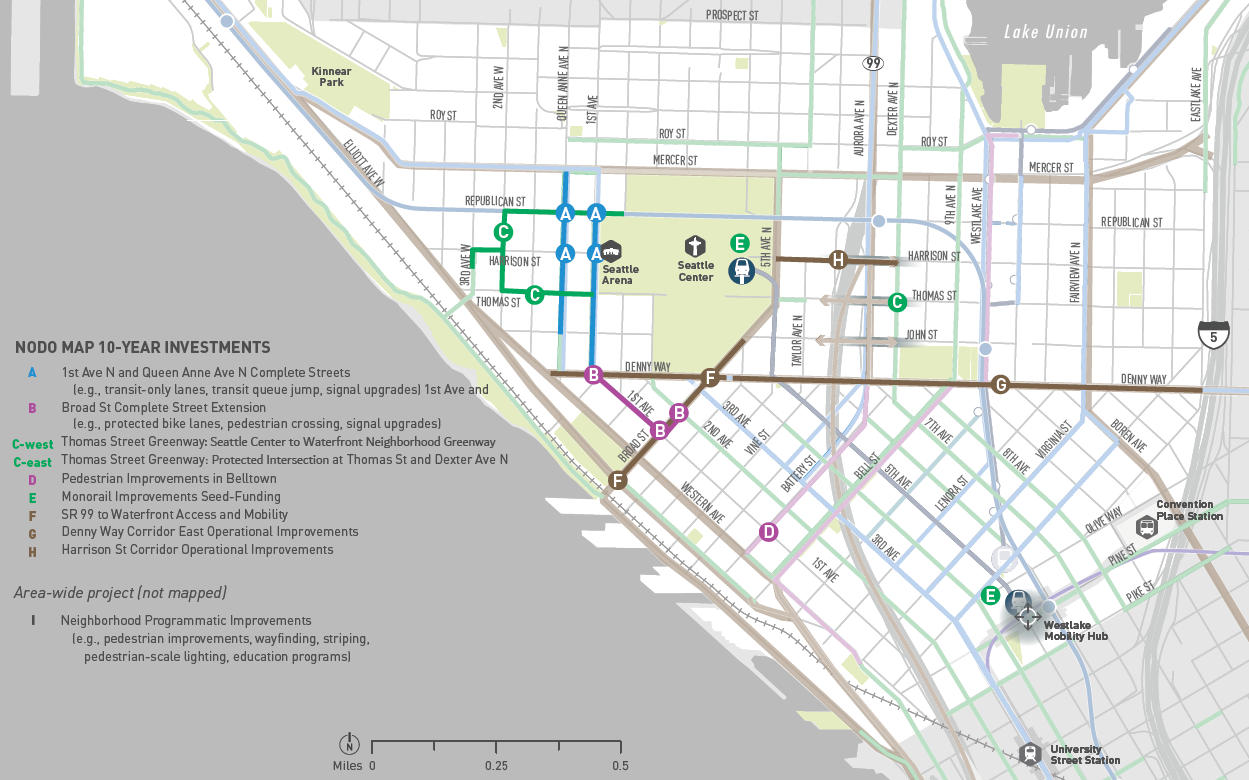 PROSPECT ST
Lake Union
Kinnear
Park
99
2ND AVE W
QUEEN ANNE AVE N
1ST AVE
AURORA AVE N
DEXTER AVE N
EASTLAKE AVE
ROY ST
ROY ST
ROY ST
ELLIOTT AVE W
MERCER ST
MERCER ST
REPUBLICAN ST
A
A
9TH AVE N
WESTLAKE AVE
REPUBLICAN ST
C
3RD AVE W
HARRISON ST
A
A
Seattle
Arena
Seattle
Center
E
5TH AVE N
H
HARRISON ST
FAIRVIEW AVE N
THOMAS ST
C
C
THOMAS ST
TAYLOR AVE N
JOHN ST
5
NODO MAP 10-YEAR INVESTMENTS
A 1st Ave N and Queen Anne Ave N Complete Streets
(e.g., transit-only lanes, transit queue jump, signal upgrades) 1st Ave and
B Broad St Complete Street Extension
(e.g., protected bike lanes, pedestrian crossing, signal upgrades)
C-west Thomas Street Greenway: Seattle Center to Waterfront Neighborhood Greenway
C-east Thomas Street Greenway: Protected Intersection at Thomas St and Dexter Ave N
D Pedestrian Improvements in Belltown
E Monorail Improvements Seed-Funding
F SR 99 to Waterfront Access and Mobility
G Denny Way Corridor East Operational Improvements
H Harrison St Corridor Operational Improvements
Area-wide project (not mapped)
I Neighborhood Programmatic Improvements
(e.g., pedestrian improvements, wayfinding, striping,
pedestrian-scale lighting, education programs)
B
DENNY WAY
F
G
DENNY WAY
1ST AVE
B
B
BROAD ST
2ND AVE
3RD AVE
VINE ST
F
WESTERN AVE
BATTERY ST
BELL ST
5TH AVE
7TH AVE
8TH AVE
LENORA ST
VIRGINIA ST
BOREN AVE
D
1ST AVE
3RD AVE
OLIVE WAY
Convention
Place Station
PINE ST
PIKE ST
E
Westlake
Mobility Hub
University
Street Station
N
Miles 0 0.25 0.5